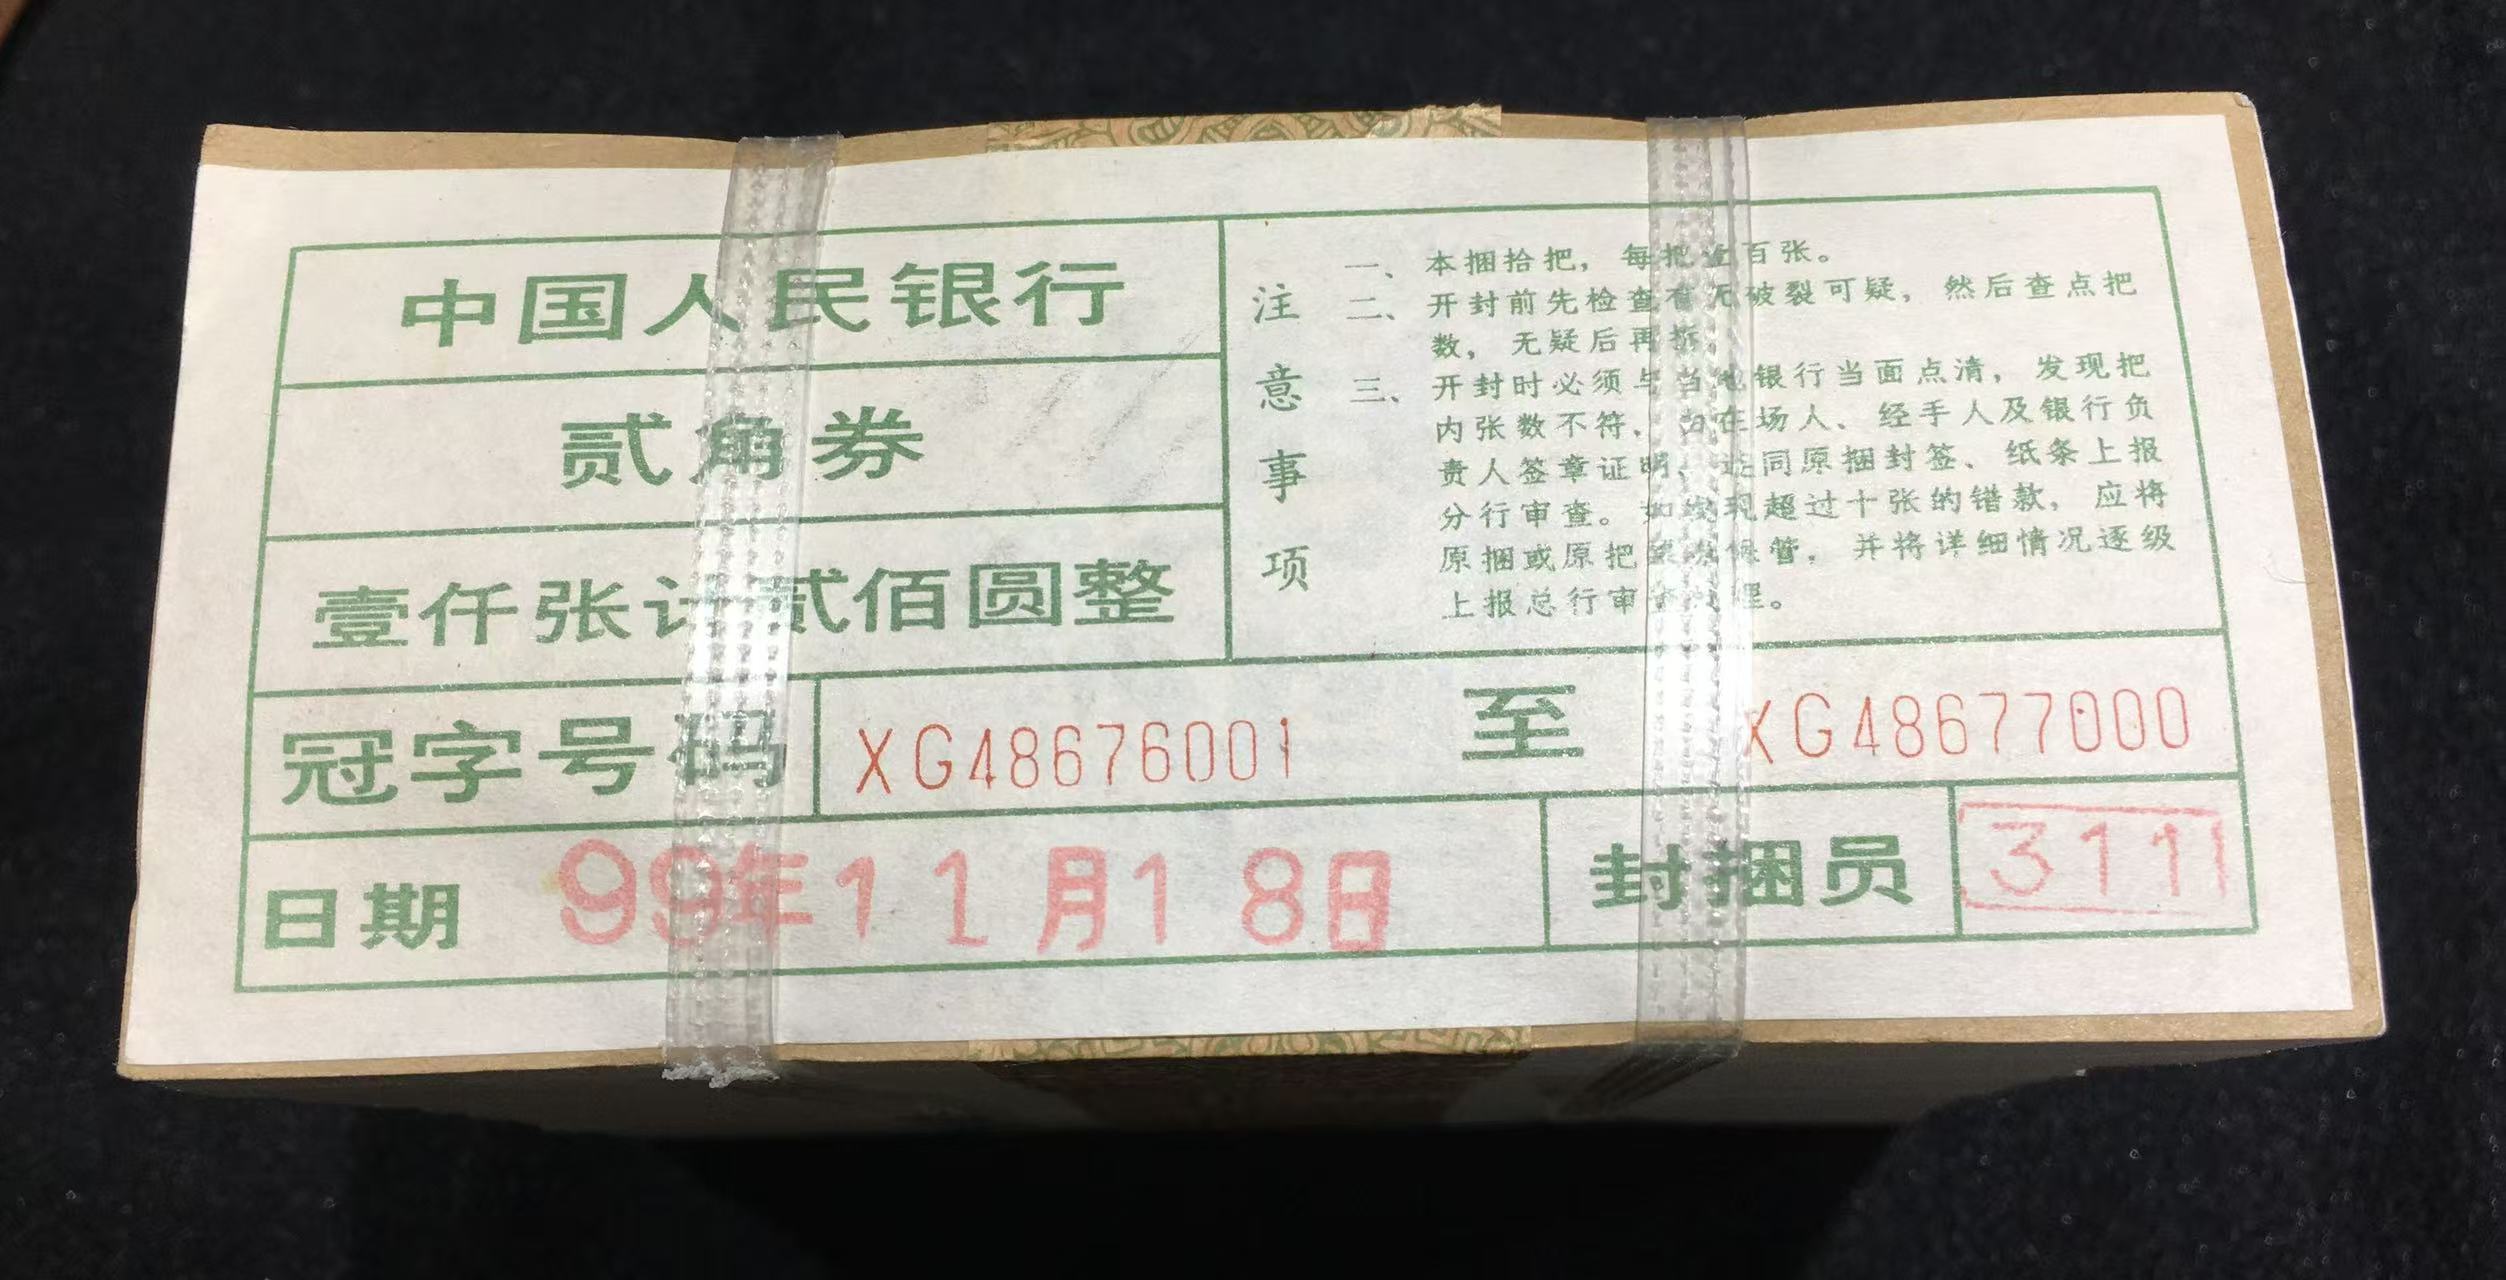 中国人民银行
贰角券
壹仟张计贰佰圆整
注意事项
一、本捆拾把，每把壹百张。
二、开封前先检查有无破裂可疑，然后查点把
数，无疑后再拆。
三、开封时必须与当地银行当面点清，发现把
内张数不符，由在场人、经手人及银行负
责人签章证明，连同原捆封签、纸条上报
分行审查。如发现超过十张的错款，应将
原捆或原把保管，并将详细情况逐级
上报总行审查处理。
冠字号码 XG48676001 至 XG48677000
日期 99年11月18日 封捆员 3111